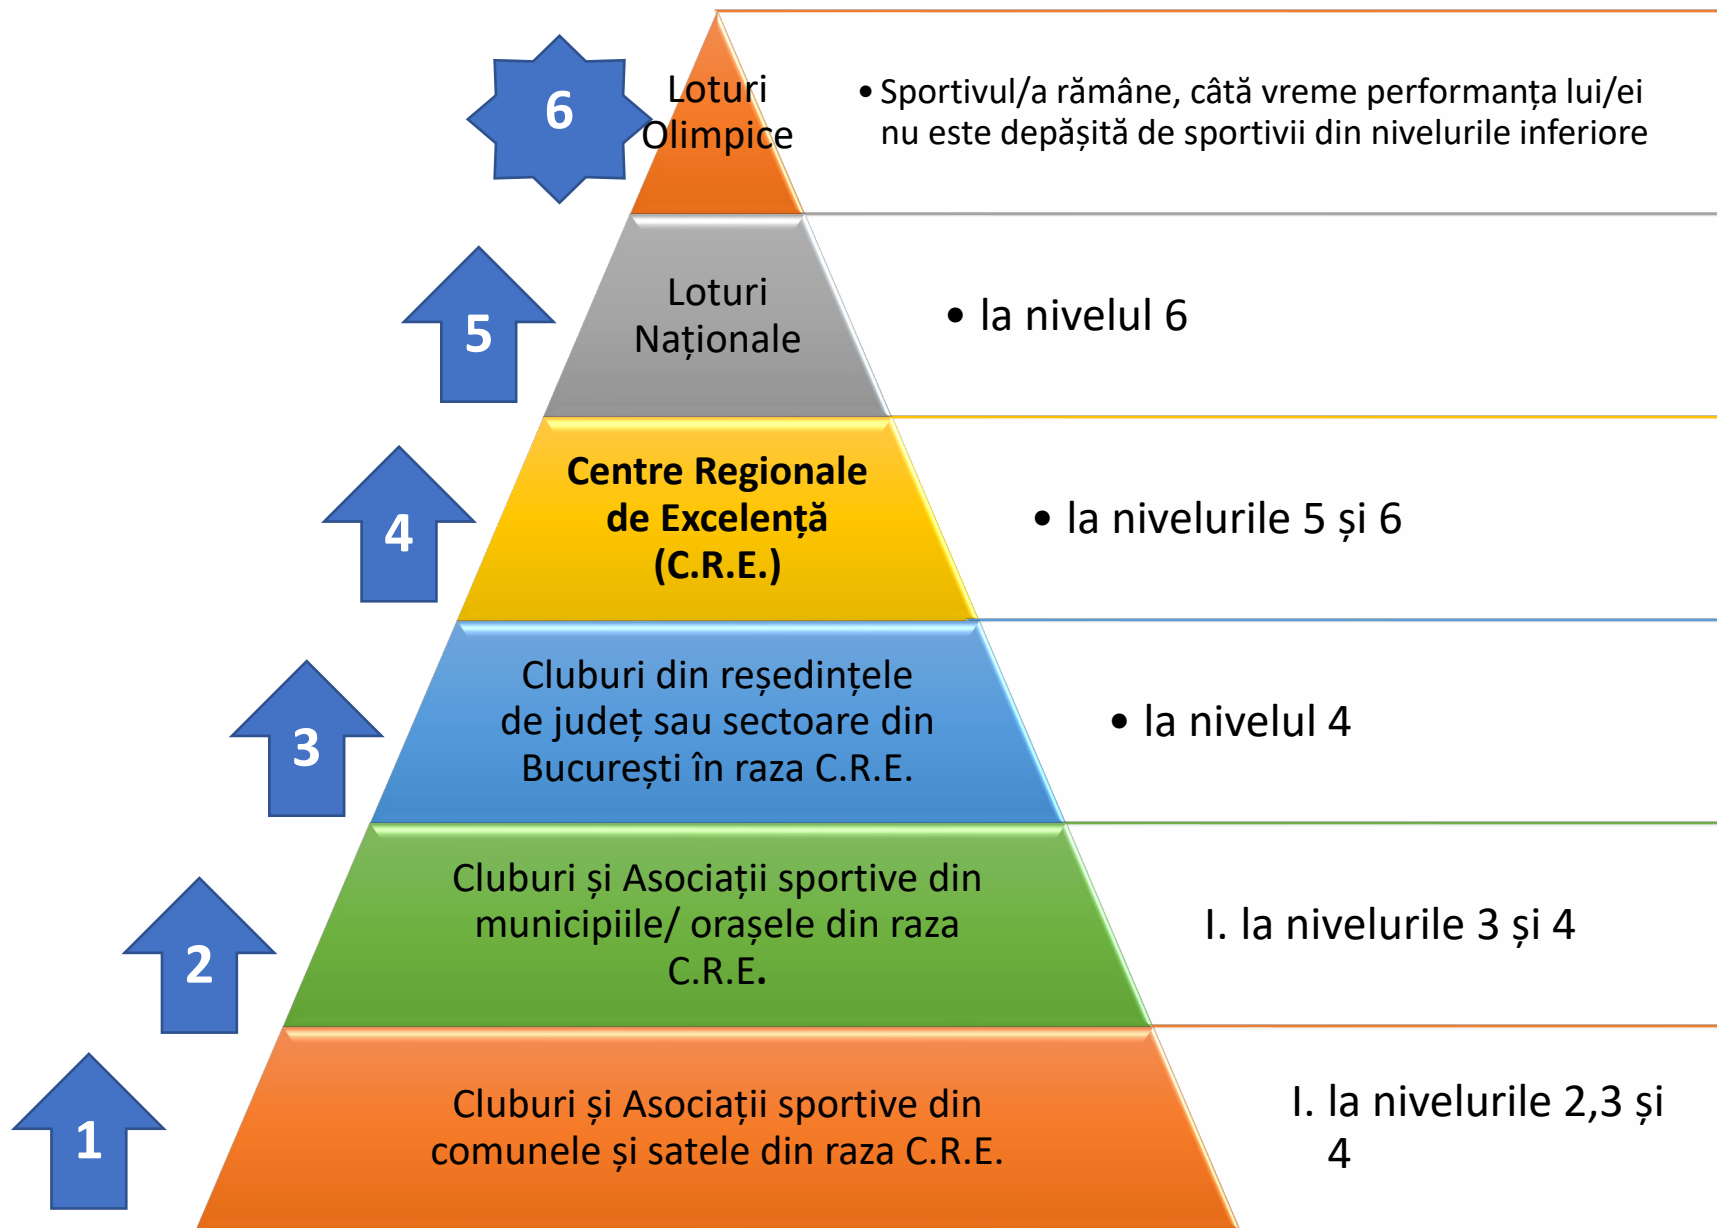 6
Loturi
Olimpice
• Sportivul/a rămâne, câtă vreme performanța lui/ei
nu este depășită de sportivii din nivelurile inferiore
5
Loturi
Naționale
• la nivelul 6
4
Centre Regionale
de Excelență
(C.R.E.)
• la nivelurile 5 și 6
3
Cluburi din reședințele
de județ sau sectoare din
București în raza C.R.E.
• la nivelul 4
2
Cluburi și Asociații sportive din
municipiile/ orașele din raza
C.R.E.
I. la nivelurile 3 și 4
1
Cluburi și Asociații sportive din
comunele și satele din raza C.R.E.
I. la nivelurile 2,3 și
4